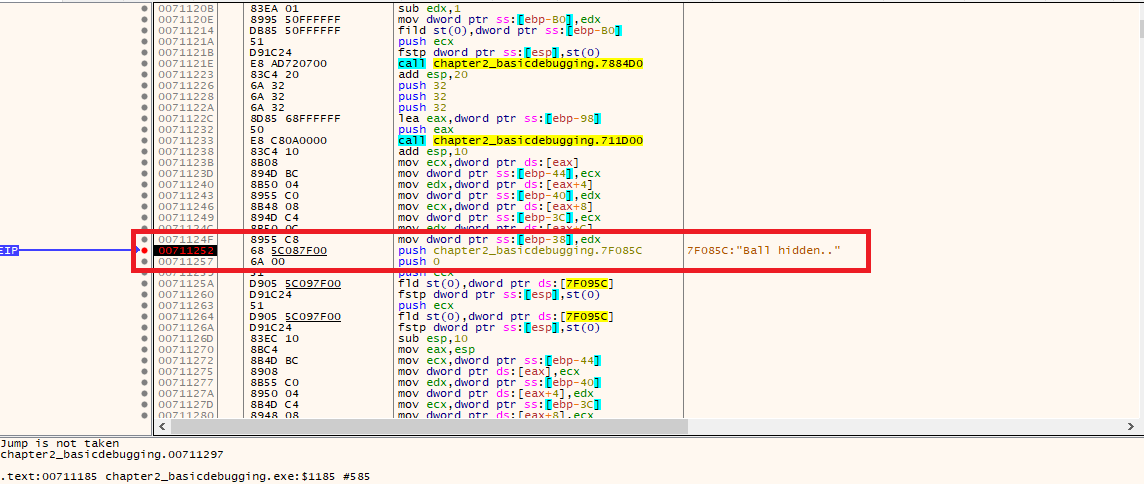 0071120B 83EA 01 sub edx,1
0071120E 8995 50FFFFFF mov dword ptr ss:[ebp-B0],edx
00711214 DB85 50FFFFFF fild st(0),dword ptr ss:[ebp-B0]
0071121A 51 push ecx
0071121B D91C24 fstp dword ptr ss:[esp],st(0)
0071121E E8 AD720700 call chapter2_basicdebugging.7884D0
00711223 83C4 20 add esp,20
00711226 6A 32 push 32
00711228 6A 32 push 32
0071122A 6A 32 push 32
0071122C 8D85 68FFFFFF lea eax,dword ptr ss:[ebp-98]
00711232 50 push eax
00711233 E8 C80A0000 call chapter2_basicdebugging.711D00
00711238 83C4 10 add esp,10
0071123B 8B08 mov ecx,dword ptr ds:[eax]
0071123D 894D BC mov dword ptr ss:[ebp-44],ecx
00711240 8B50 04 mov edx,dword ptr ds:[eax+4]
00711243 8955 C0 mov dword ptr ss:[ebp-40],edx
00711246 8B48 08 mov ecx,dword ptr ds:[eax+8]
00711249 894D C4 mov dword ptr ss:[ebp-3C],ecx
0071124C 8B50 0C mov edx,dword ptr ds:[eax+C]
0071124F 8955 C8 mov dword ptr ss:[ebp-38],edx
EIP 00711252 68 5C087F00 push chapter2_basicdebugging.7F085C 7F085C:"Ball hidden.."
00711257 6A 00 push 0
00711259 51 push ecx
0071125A D905 5C097F00 fld st(0),dword ptr ds:[7F095C]
00711260 D91C24 fstp dword ptr ss:[esp],st(0)
00711263 51 push ecx
00711264 D905 5C097F00 fld st(0),dword ptr ds:[7F095C]
0071126A D91C24 fstp dword ptr ss:[esp],st(0)
0071126D 83EC 10 sub esp,10
00711270 8BC4 mov eax,esp
00711272 8B4D BC mov ecx,dword ptr ss:[ebp-44]
00711275 8908 mov dword ptr ds:[eax],ecx
00711277 8B55 C0 mov edx,dword ptr ss:[ebp-40]
0071127A 8950 04 mov dword ptr ds:[eax+4],edx
0071127D 8B4D C4 mov ecx,dword ptr ss:[ebp-3C]
00711280 8948 08 mov dword ptr ds:[eax+8],ecx
Jump is not taken
chapter2_basicdebugging.00711297
.text:00711185 chapter2_basicdebugging.exe:$1185 #585